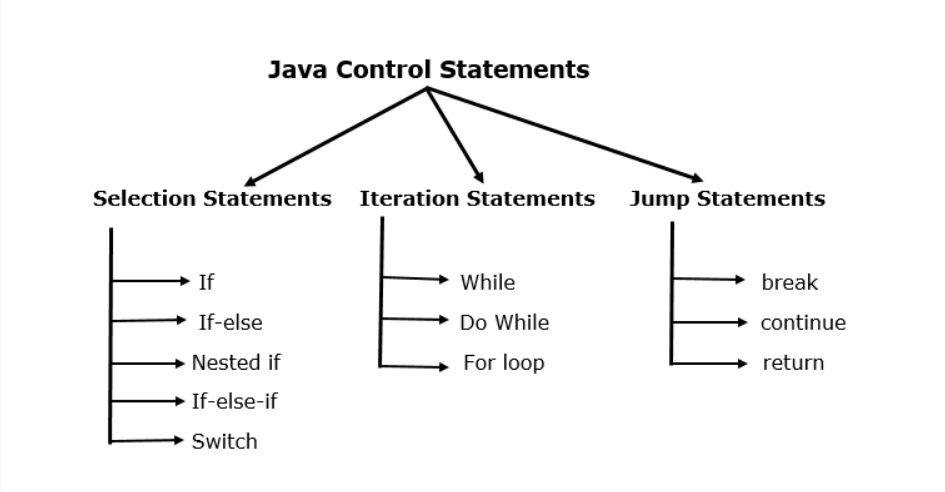 Java Control Statements
Selection Statements
If
If-else
Nested if
If-else-if
Switch
Iteration Statements
While
Do While
For loop
Jump Statements
break
continue
return